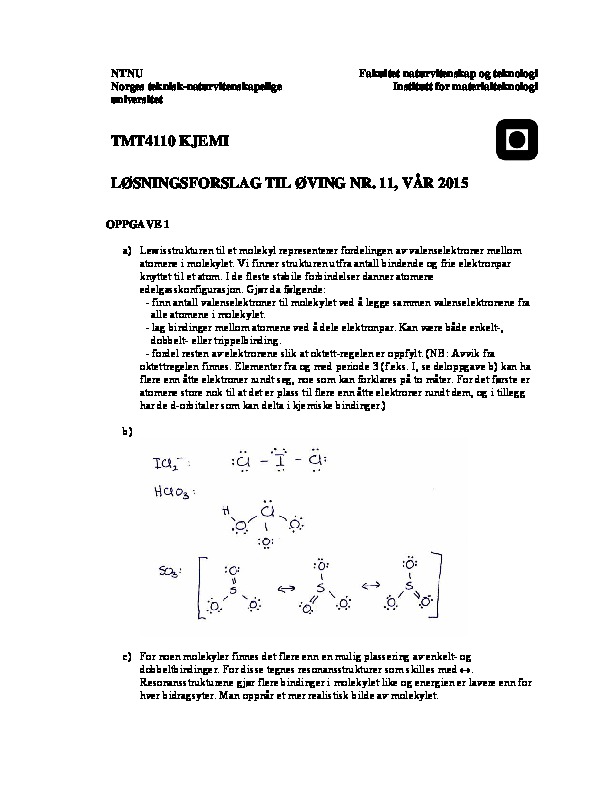 NTNU
Norges teknisk-naturvitenskapelige
universitet
Fakultet naturvitenskap og teknologi
Institutt for materialteknologi
TMT4110 KJEMI
LØSNINGSFORSLAG TIL ØVING NR. 11, VÅR 2015
OPPGAVE 1
a) Lewisstrukturen til et molekyl representerer fordelingen av valenselektroner mellom
atomene i molekylet. Vi finner strukturen utfra antall bindende og frie elektronpar
knyttet til et atom. I de fleste stabile forbindelser danner atomene
edelgasskonfigurasjon. Gjør da følgende:
- finn antall valenselektroner til molekylet ved å legge sammen valenselektronene fra
alle atomene i molekylet.
- lag bindinger mellom atomene ved å dele elektronpar. Kan være både enkelt-,
dobbelt- eller trippelbinding.
- fordel resten av elektronene slik at oktett-regelen er oppfylt. (NB: Avvik fra
oktettregelen finnes. Elementer fra og med periode 3 (f.eks. I, se deloppgave b) kan ha
flere enn åtte elektroner rundt seg, noe som kan forklares på to måter. For det første er
atomene store nok til at det er plass til flere enn åtte elektroner rundt dem, og i tillegg
har de d-orbitaler som kan delta i kjemiske bindinger.)
b)
ICl₂⁻: :Cl - I - Cl:
HClO₃:
H Cl
O O
:O:
SO₃: [ :O: ↔ :O: ↔ :O: ]
S S S
O O O O O O
c) For noen molekyler finnes det flere enn en mulig plassering av enkelt- og
dobbeltbindinger. For disse tegnes resonansstrukturer som skilles med ↔.
Resonansstrukturene gjør flere bindinger i molekylet like og energien er lavere enn for
hver bidragsyter. Man oppnår et mer realistisk bilde av molekylet.